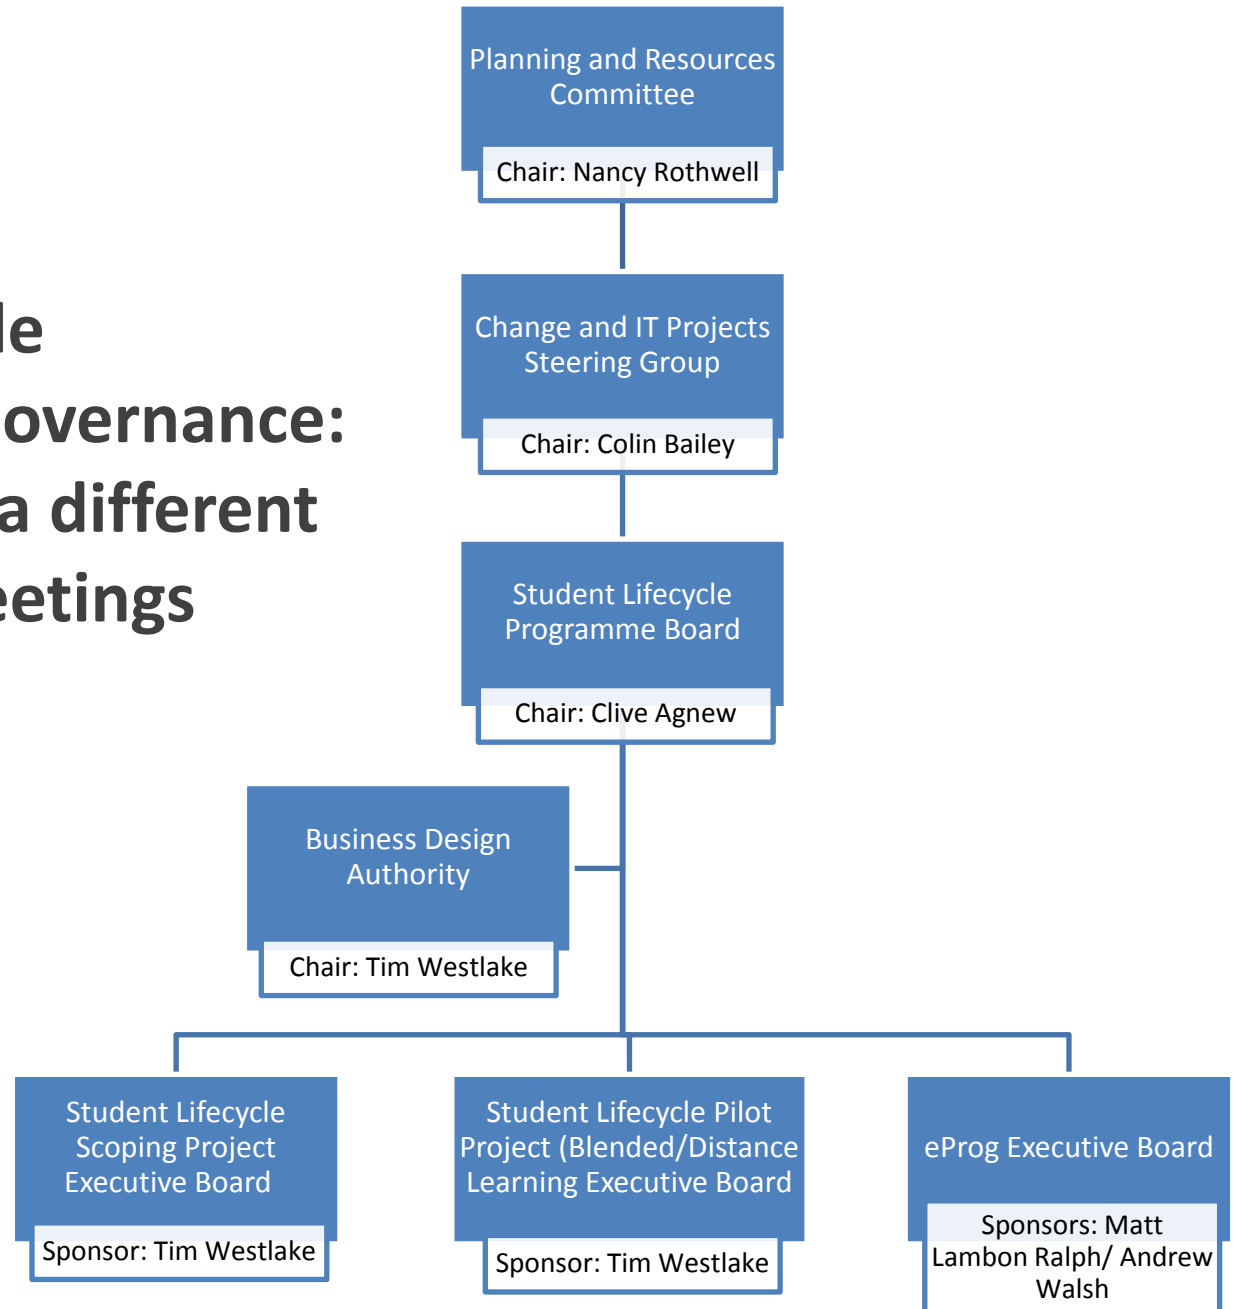 Planning and Resources
Committee
Chair: Nancy Rothwell
overnance:
a different
Change and IT Projects
Steering Group
Chair: Colin Bailey
Student Lifecycle
Programme Board
Chair: Clive Agnew
Business Design
Authority
Chair: Tim Westlake
Student Lifecycle
Scoping Project
Executive Board
Sponsor: Tim Westlake
Student Lifecycle Pilot
Project (Blended/Distance
Learning Executive Board
Sponsor: Tim Westlake
eProg Executive Board
Sponsors: Matt
Lambon Ralph/ Andrew
Walsh